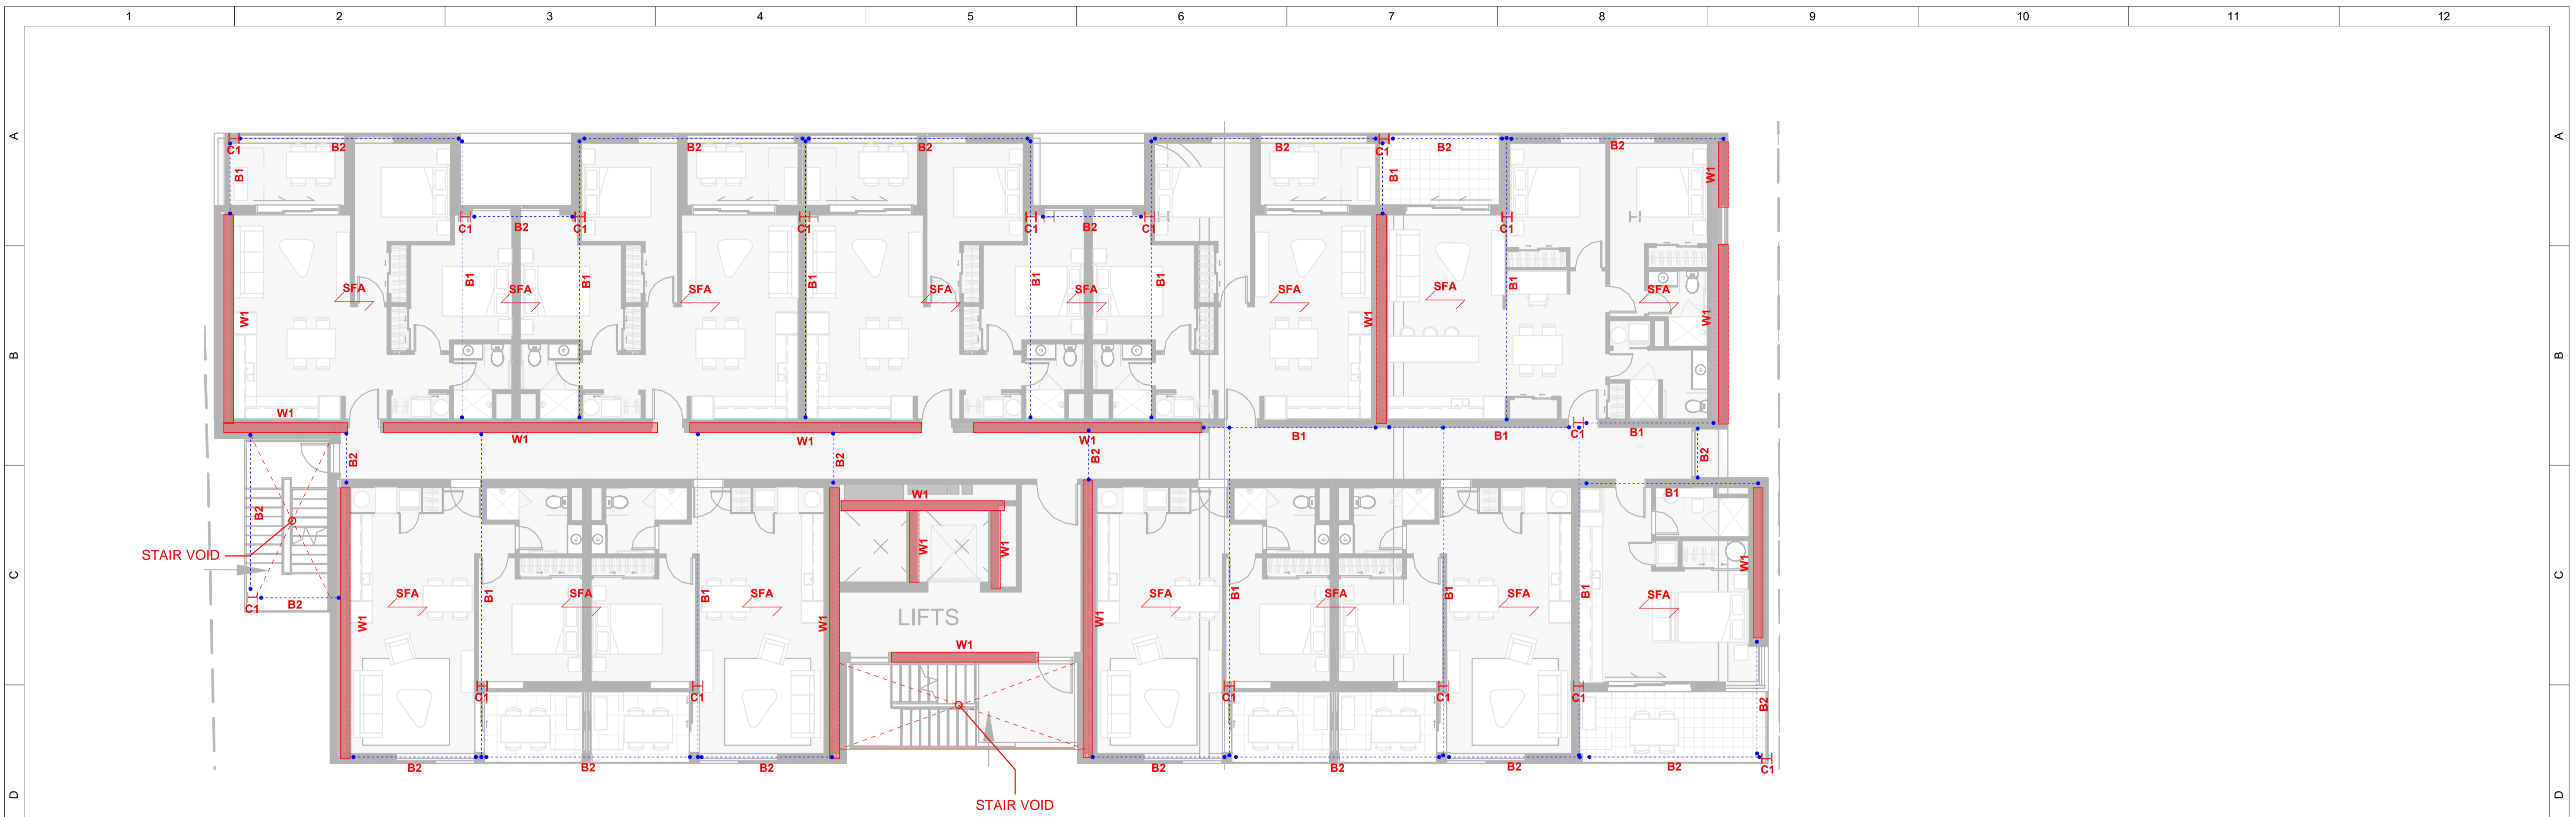 1 2 3 4 5 6 7 8 9 10 11 12
A A
C1 B2 B2 B2 B2 C1 B2 B2
B1 B1 W1
C1 B2 C1 C1 C1 B2 C1 C1
B1 B1 B1 B1 B1 B1
SFA SFA SFA SFA SFA SFA SFA SFA
B W1 W1 W1 B
W1 W1 W1 W1 B1 B1 C1 B1
B2 B2 B2 B2
W1 B1
B2 W1 W1 W1
STAIR VOID
C C
C1 B2 SFA SFA SFA SFA SFA SFA SFA
W1 B1 B1 W1 W1 B1 B1 B1
LIFTS
W1
C1 C1 C1 C1 C1 B2
B2 B2 B2 B2 B2 B2 B2 C1
D D
STAIR VOID